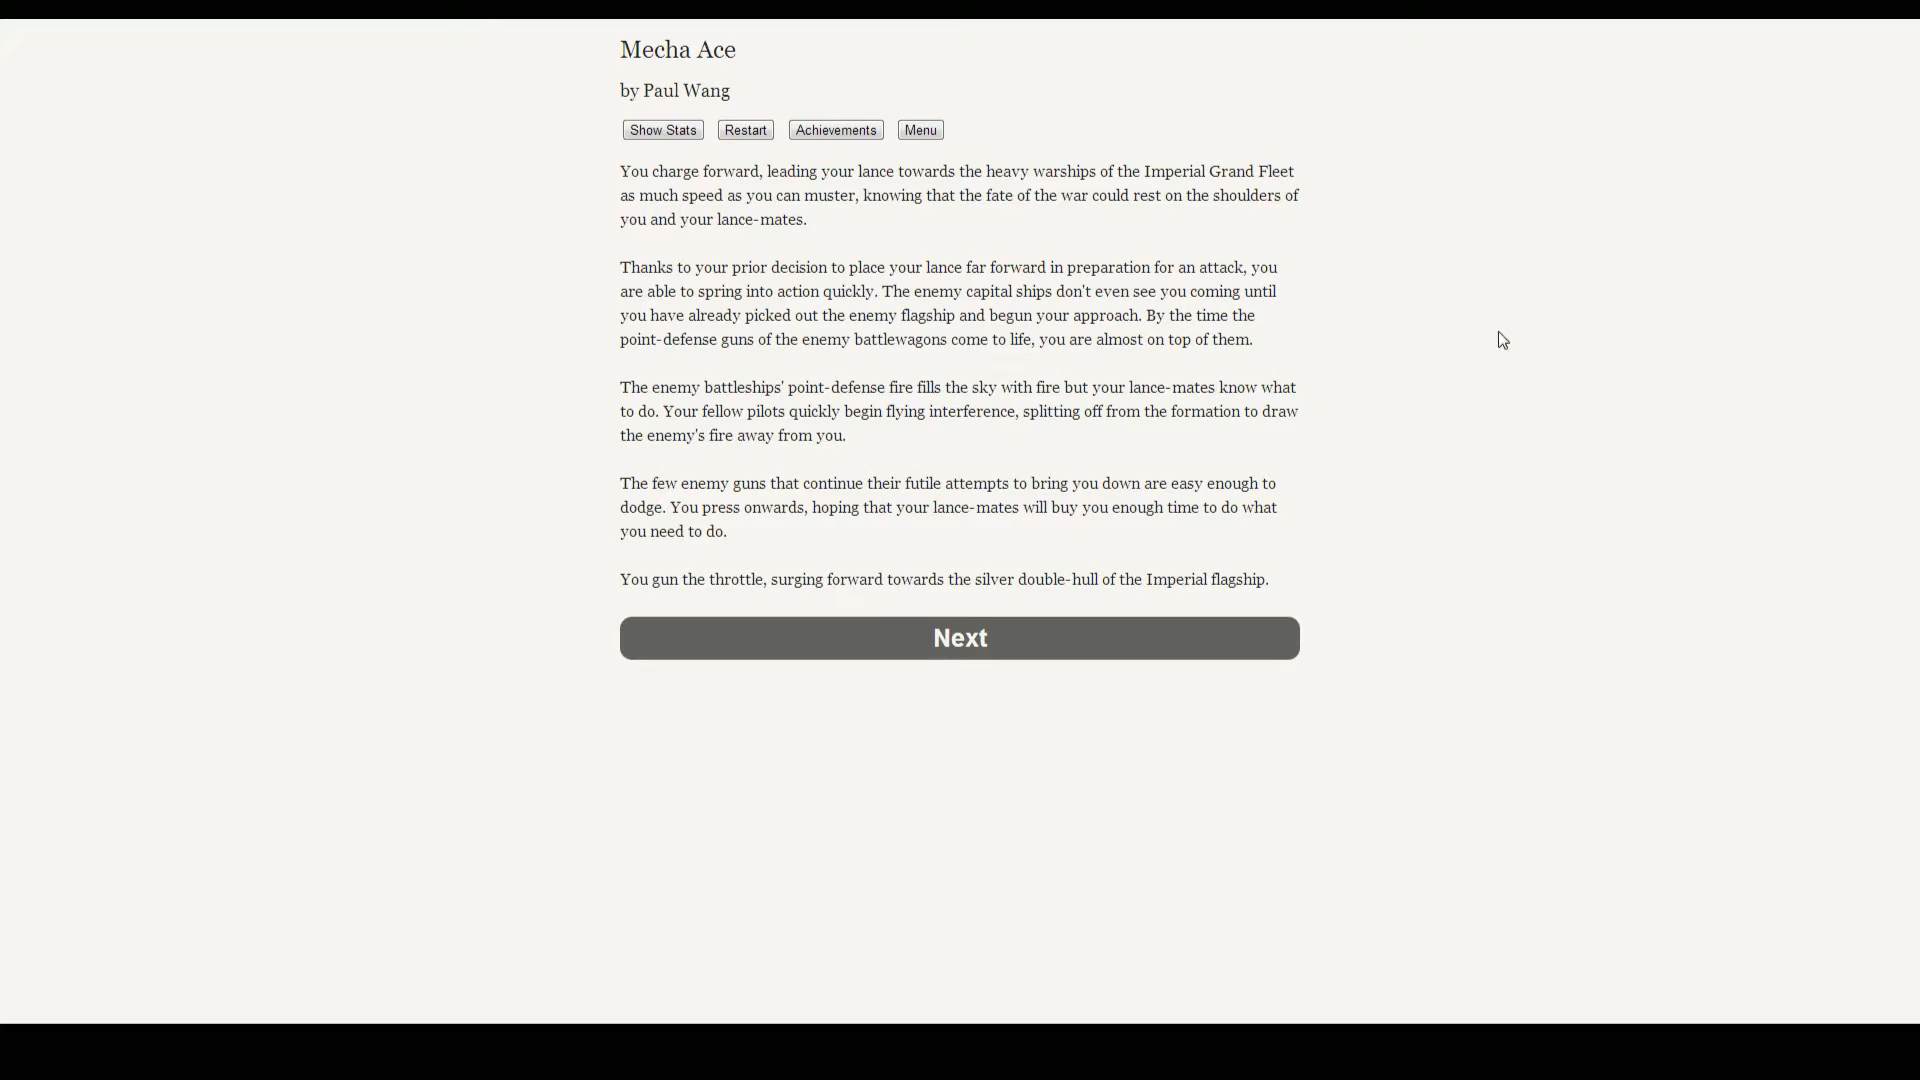 Mecha Ace
by Paul Wang
Show Stats Restart Achievements Menu
You charge forward, leading your lance towards the heavy warships of the Imperial Grand Fleet
as much speed as you can muster, knowing that the fate of the war could rest on the shoulders of
you and your lance-mates.
Thanks to your prior decision to place your lance far forward in preparation for an attack, you
are able to spring into action quickly. The enemy capital ships don't even see you coming until
you have already picked out the enemy flagship and begun your approach. By the time the
point-defense guns of the enemy battlewagons come to life, you are almost on top of them.
The enemy battleships' point-defense fire fills the sky with fire but your lance-mates know what
to do. Your fellow pilots quickly begin flying interference, splitting off from the formation to draw
the enemy's fire away from you.
The few enemy guns that continue their futile attempts to bring you down are easy enough to
dodge. You press onwards, hoping that your lance-mates will buy you enough time to do what
you need to do.
You gun the throttle, surging forward towards the silver double-hull of the Imperial flagship.
Next